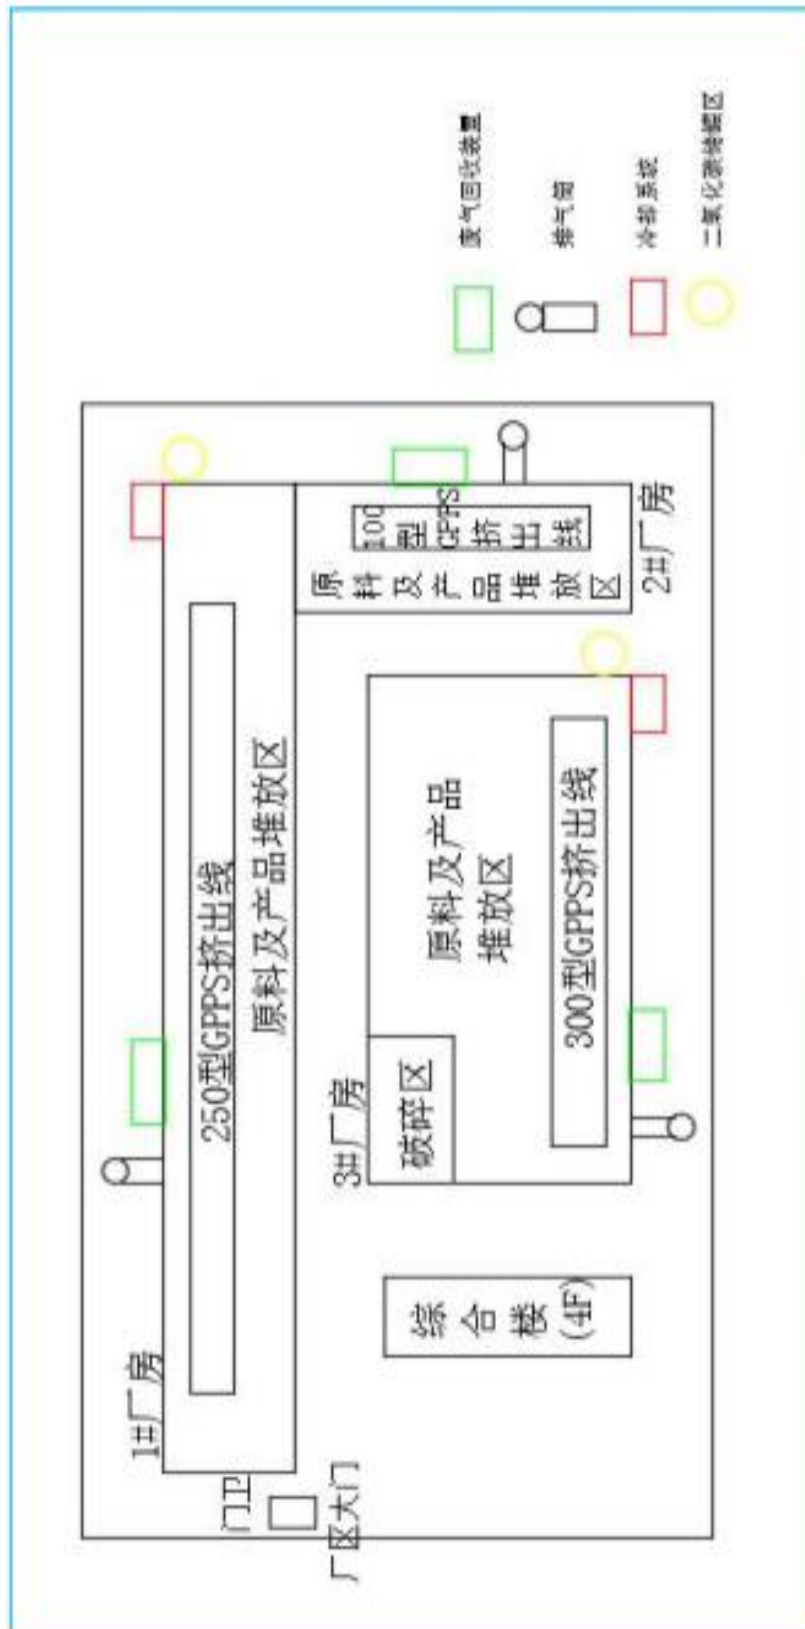 废气回收装置
排气筒
冷却系统
二氧化碳储罐区
1#厂房
250型GPPS挤出线
原料及产品堆放区
2#厂房
100型GPPS挤出线
原料及产品堆放区
3#厂房
破碎区
原料及产品
堆放区
300型GPPS挤出线
综合楼
(4F)
门卫
厂区大门